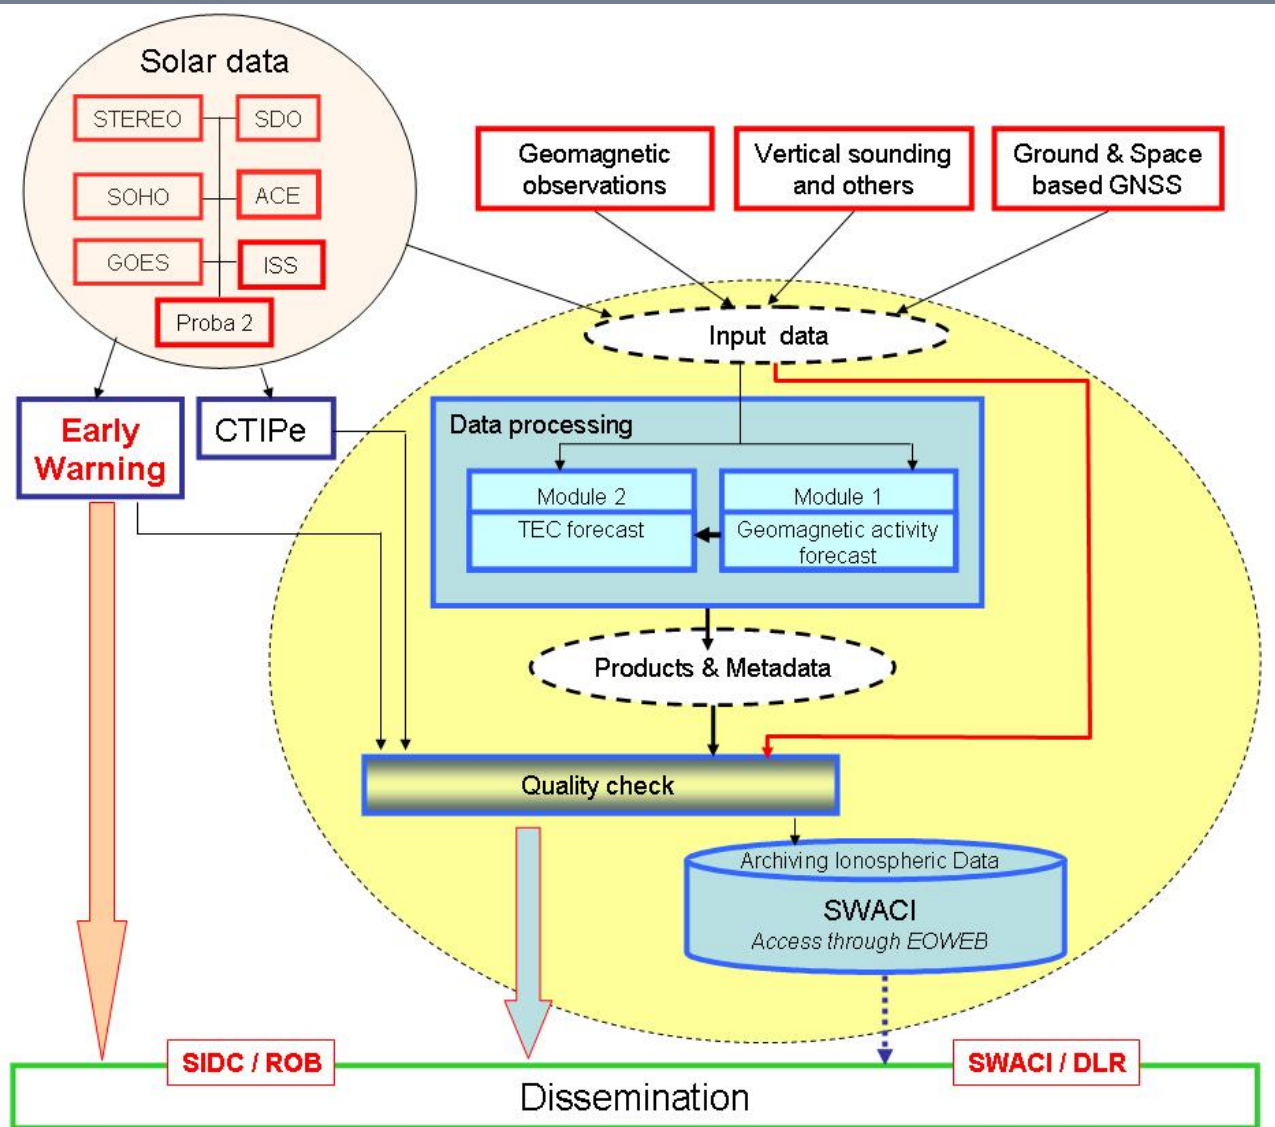 Solar data
STEREO
SDO
SOHO
ACE
GOES
ISS
Proba 2
Geomagnetic
observations
Vertical sounding
and others
Ground & Space
based GNSS
Input data
Early
Warning
CTIPe
Data processing
Module 2
TEC forecast
Module 1
Geomagnetic activity
forecast
Products & Metadata
Quality check
Archiving Ionospheric Data
SWACI
Access through EOWEB
SIDC / ROB
SWACI / DLR
Dissemination